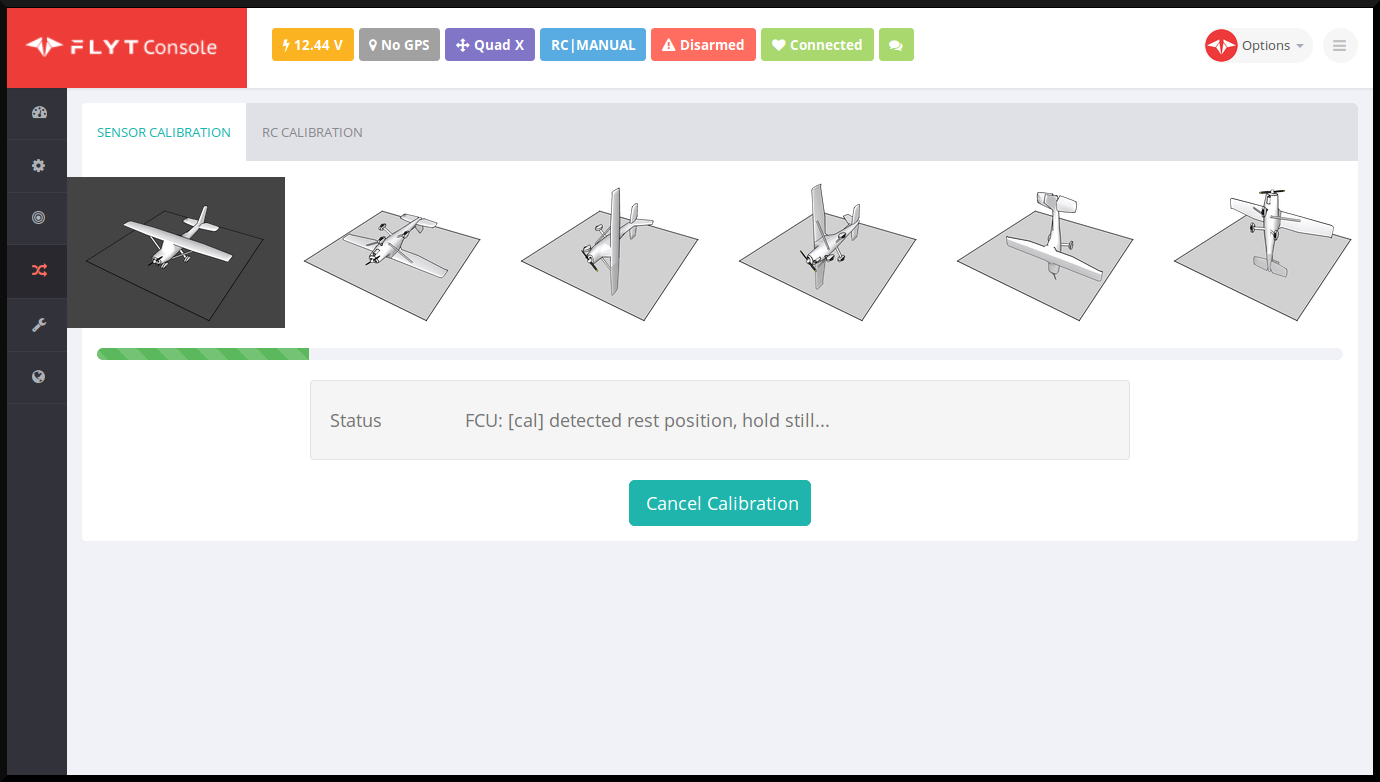 FLYT Console
12.44 V
No GPS
Quad X
RC|MANUAL
Disarmed
Connected
Options
SENSOR CALIBRATION
RC CALIBRATION
Status
FCU: [cal] detected rest position, hold still...
Cancel Calibration